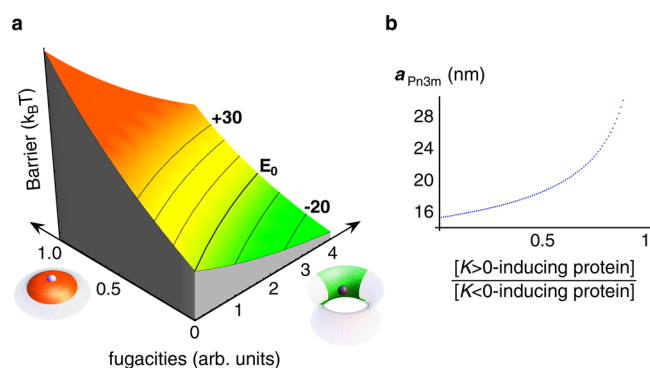 a
b
Barrier (kBT)
+30
E0
-20
1.0
0.5
0
1
2
3
4
fugacities (arb. units)
aPn3m (nm)
28
24
20
16
0.5
1
[K>0-inducing protein]
[K<0-inducing protein]